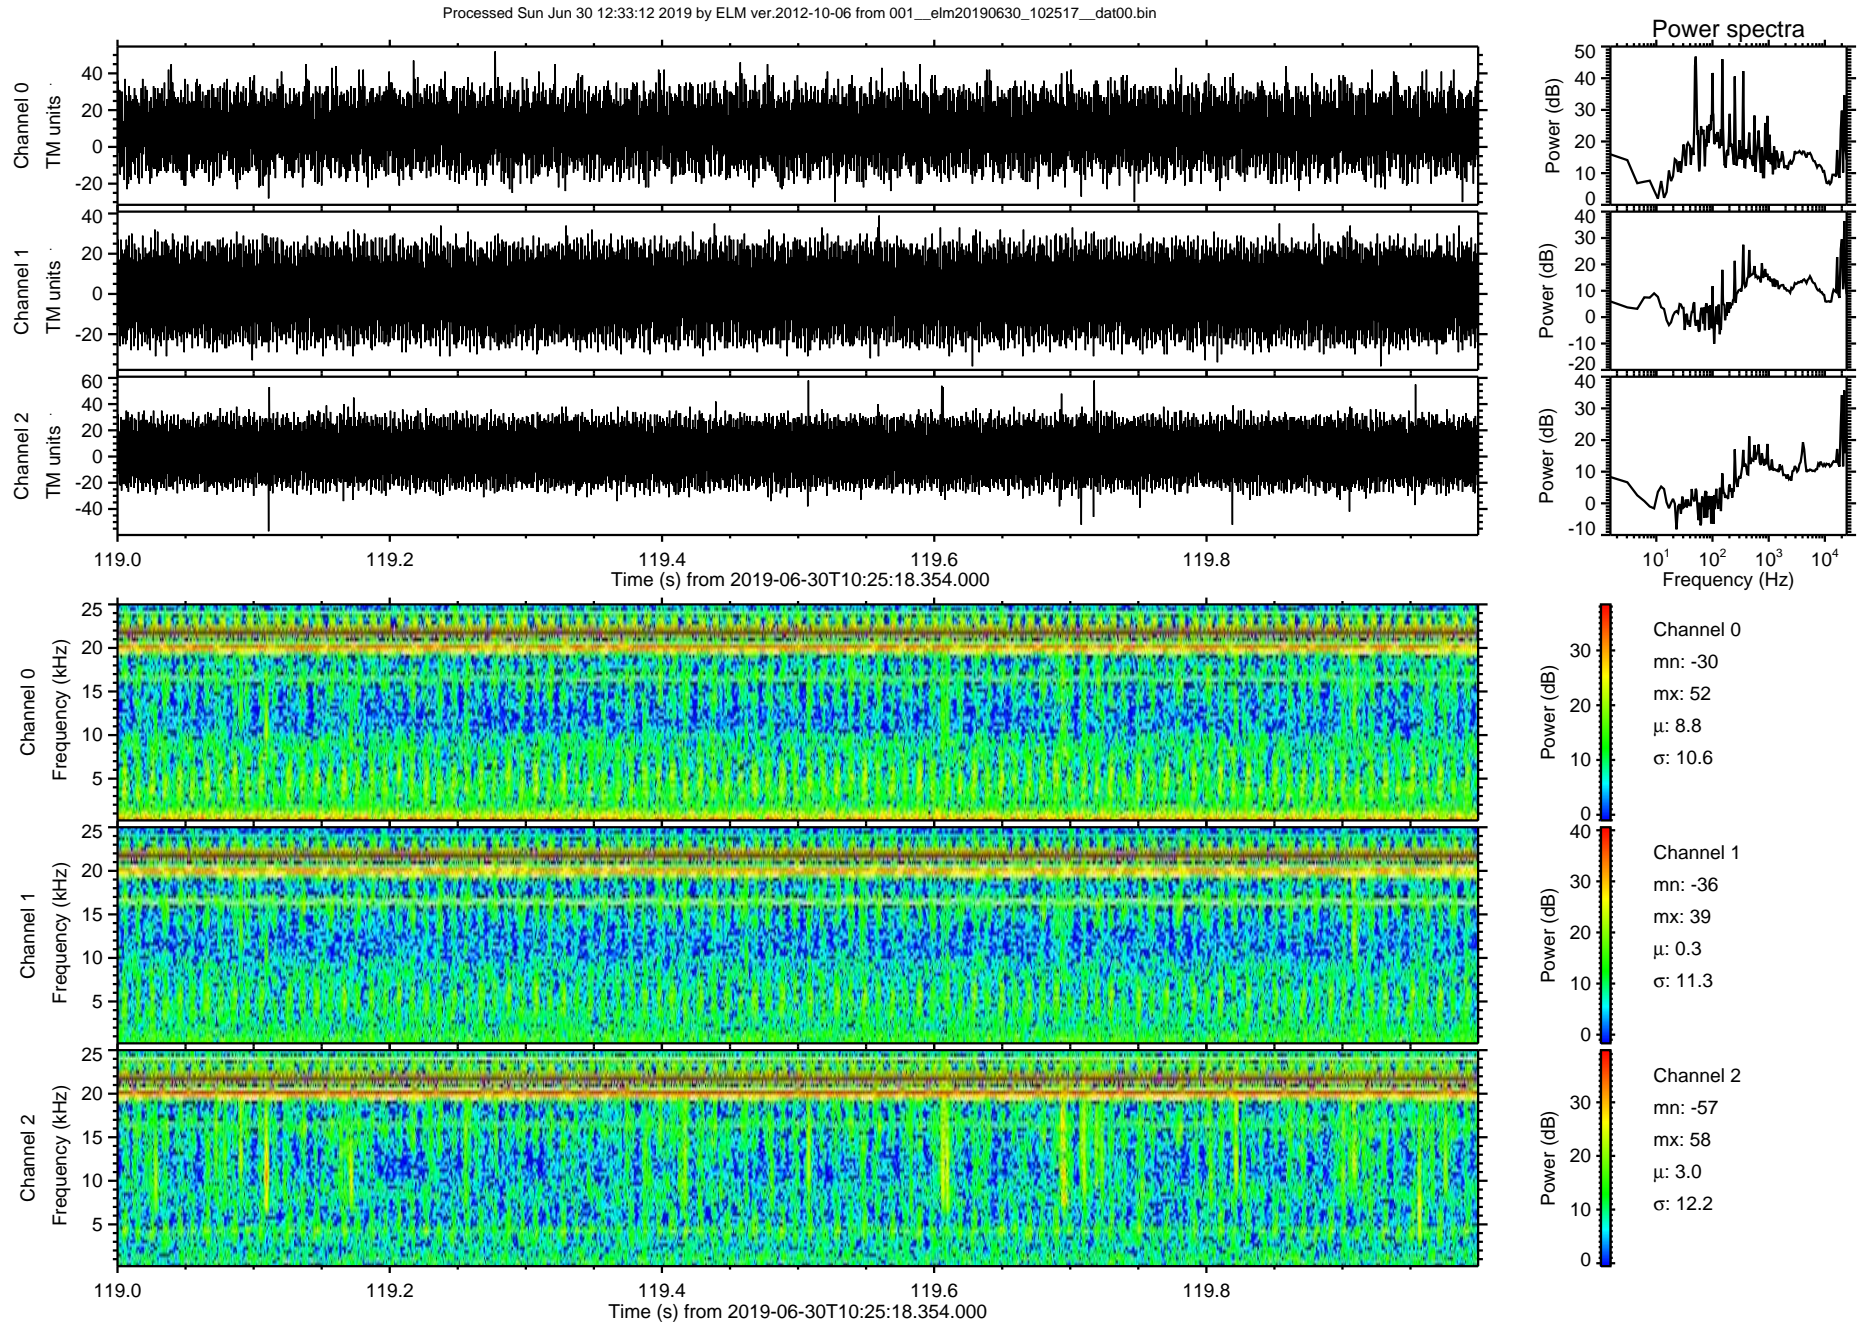 Processed Sun Jun 30 12:33:12 2019 by ELM ver.2012-10-06 from 001__elm20190630_102517__dat00.bin
Power spectra
Channel 0
TM units
40
20
0
-20
Power (dB)
50
40
30
20
10
0
Channel 1
TM units
40
20
0
-20
Power (dB)
40
30
20
10
0
-10
-20
Channel 2
TM units
60
40
20
0
-20
-40
Power (dB)
40
30
20
10
0
-10
119.0 119.2 119.4 119.6 119.8
Time (s) from 2019-06-30T10:25:18.354.000
10¹ 10² 10³ 10⁴
Frequency (Hz)
Channel 0
Frequency (kHz)
25
20
15
10
5
Power (dB)
30
20
10
0
Channel 0
mn: -30
mx: 52
μ: 8.8
σ: 10.6
Channel 1
Frequency (kHz)
25
20
15
10
5
Power (dB)
40
30
20
10
0
Channel 1
mn: -36
mx: 39
μ: 0.3
σ: 11.3
Channel 2
Frequency (kHz)
25
20
15
10
5
Power (dB)
30
20
10
0
Channel 2
mn: -57
mx: 58
μ: 3.0
σ: 12.2
119.0 119.2 119.4 119.6 119.8
Time (s) from 2019-06-30T10:25:18.354.000